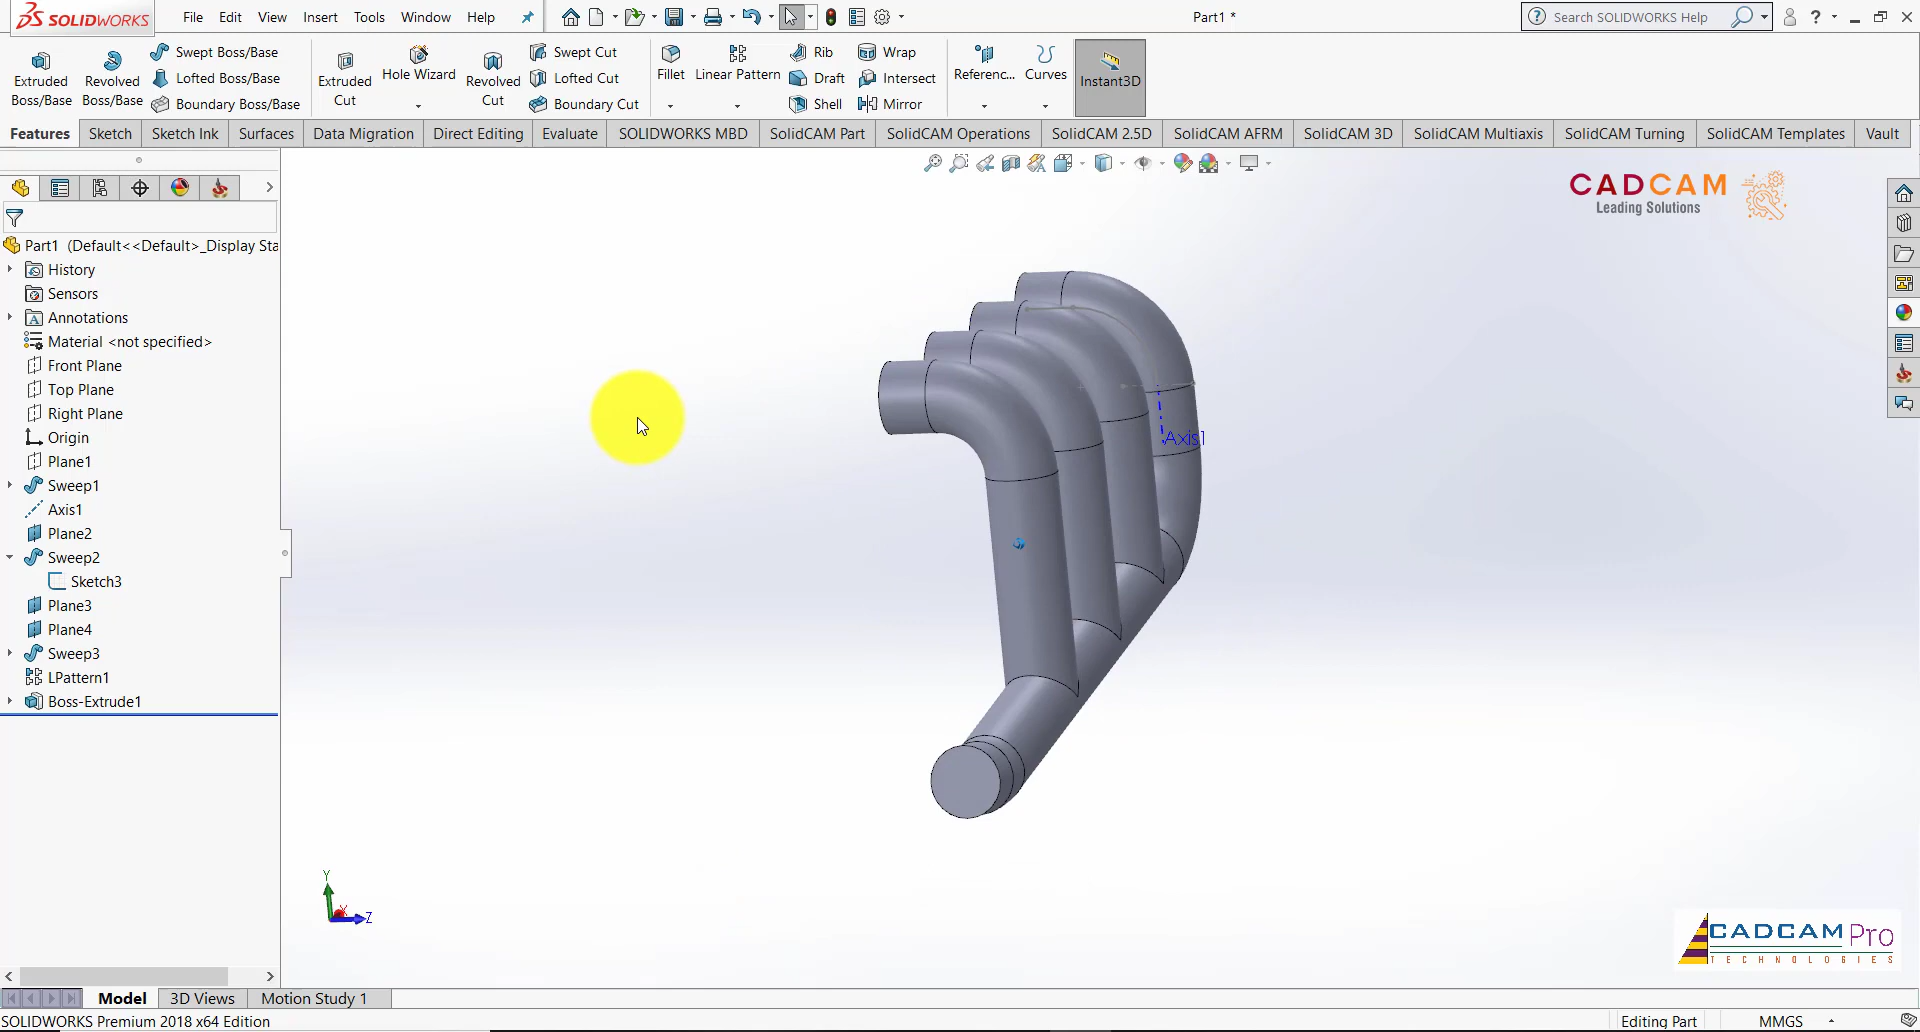 SOLIDWORKS File Edit View Insert Tools Window Help Part1 * Search SOLIDWORKS Help ?
Extruded Boss/Base
Revolved Boss/Base
Swept Boss/Base
Lofted Boss/Base
Boundary Boss/Base
Extruded Cut
Hole Wizard
Revolved Cut
Swept Cut
Lofted Cut
Boundary Cut
Fillet
Linear Pattern
Rib
Draft
Shell
Wrap
Intersect
Mirror
Referenc...
Curves
Instant3D
Features Sketch Sketch Ink Surfaces Data Migration Direct Editing Evaluate SOLIDWORKS MBD SolidCAM Part SolidCAM Operations SolidCAM 2.5D SolidCAM AFRM SolidCAM 3D SolidCAM Multiaxis SolidCAM Turning SolidCAM Templates Vault
CADCAM
Leading Solutions
Part1 (Default<<Default>_Display Sta
History
Sensors
Annotations
Material <not specified>
Front Plane
Top Plane
Right Plane
Origin
Plane1
Sweep1
Axis1
Plane2
Sweep2
Sketch3
Plane3
Plane4
Sweep3
LPattern1
Boss-Extrude1
Axis1
Y
X
Z
CADCAM Pro
TECHNOLOGIES
Model 3D Views Motion Study 1
SOLIDWORKS Premium 2018 x64 Edition Editing Part MMGS